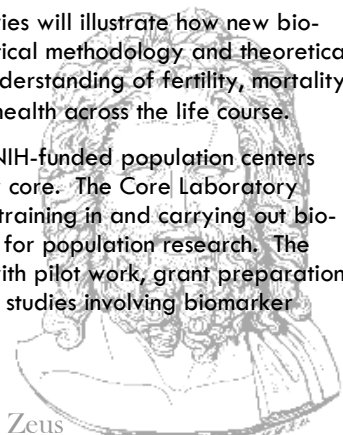 ies will illustrate how new bio-
tical methodology and theoretica
derstanding of fertility, mortality
health across the life course.
NIH-funded population centers
core. The Core Laboratory
training in and carrying out bio-
for population research. The
ith pilot work, grant preparation
studies involving biomarker
Zeus